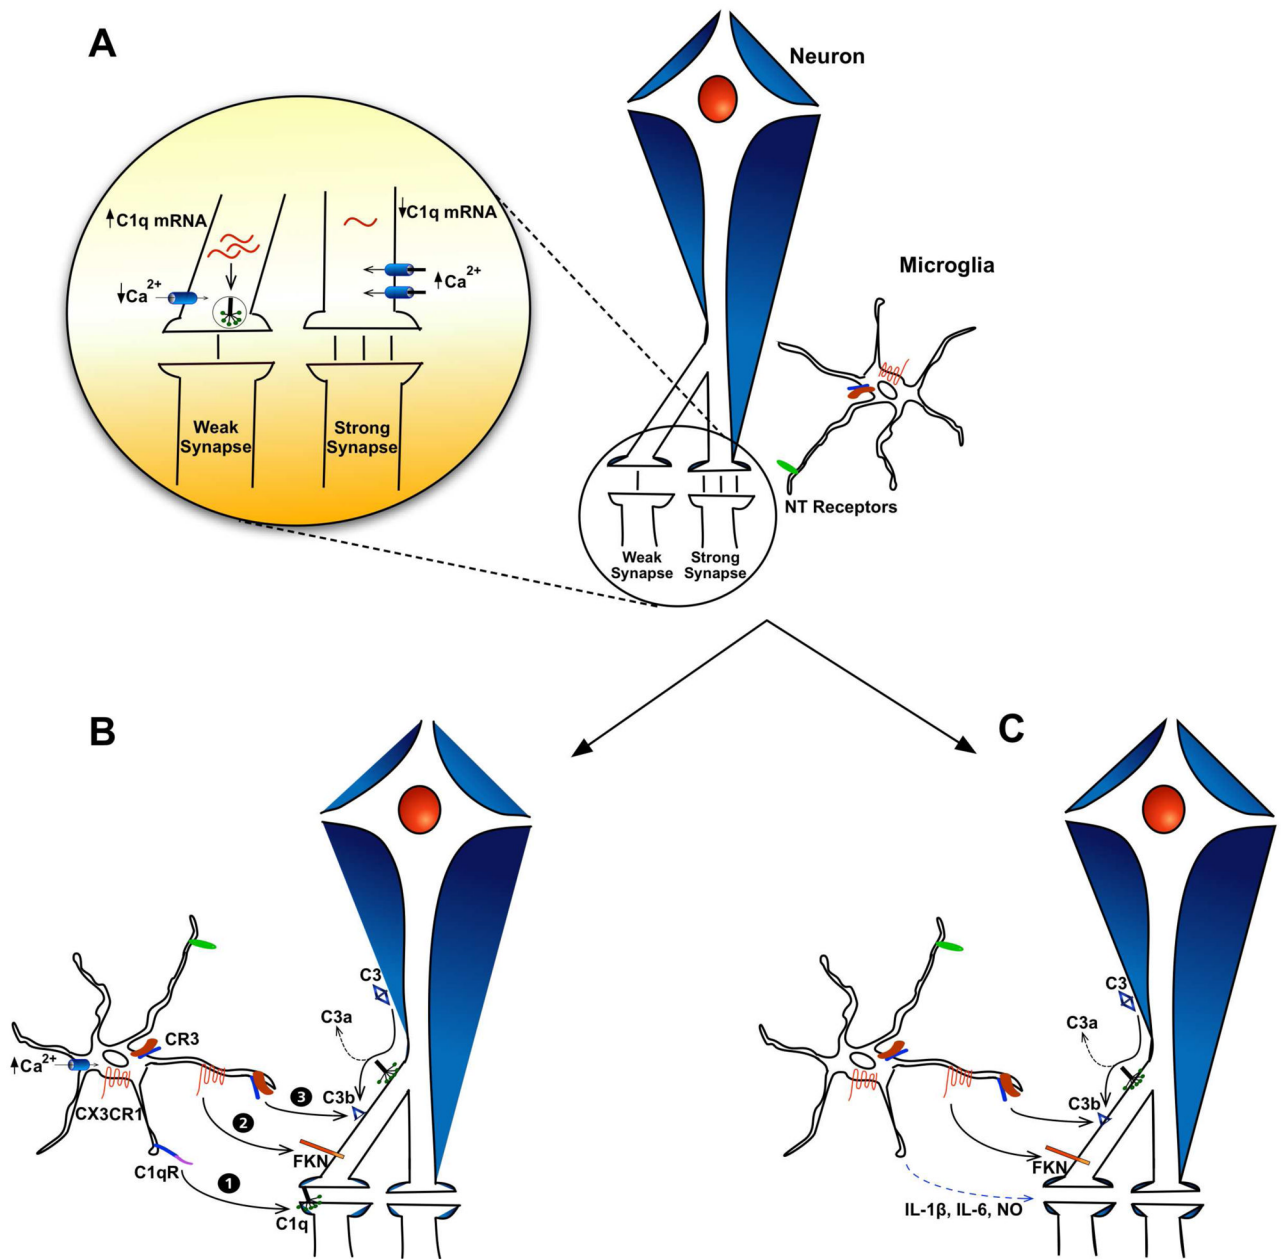 A
Neuron
↑C1q mRNA
↓C1q mRNA
↓Ca2+
↑Ca2+
Weak
Synapse
Strong
Synapse
Microglia
NT Receptors
Weak
Synapse
Strong
Synapse
B
C3
C3a
CR3
↑Ca2+
CX3CR1
3
C3b
2
FKN
C1qR
1
C1q
C
C3
C3a
C3b
FKN
IL-1β, IL-6, NO